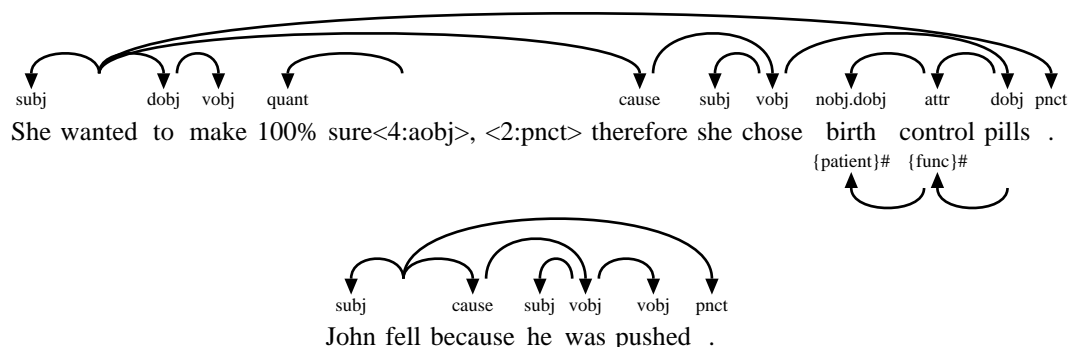 subj dobj vobj quant cause subj vobj nobj.dobj attr dobj pnct
She wanted to make 100% sure<4:aobj>, <2:pnct> therefore she chose birth control pills .
{patient}# {func}#
subj cause subj vobj vobj pnct
John fell because he was pushed .